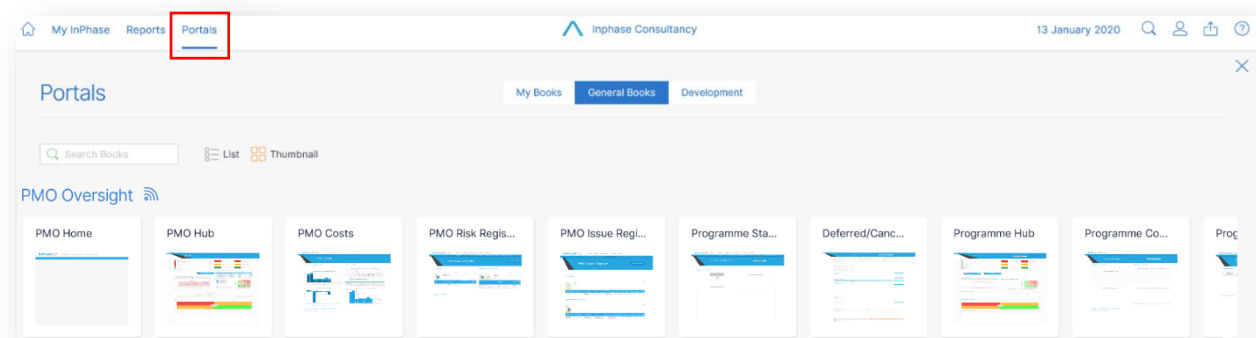 My InPhase Reports Portals Inphase Consultancy 13 January 2020
Portals My Books General Books Development
Search Books List Thumbnail
PMO Oversight
PMO Home PMO Hub PMO Costs PMO Risk Regis... PMO Issue Regi... Programme Sta... Deferred/Canc... Programme Hub Programme Co... Prog